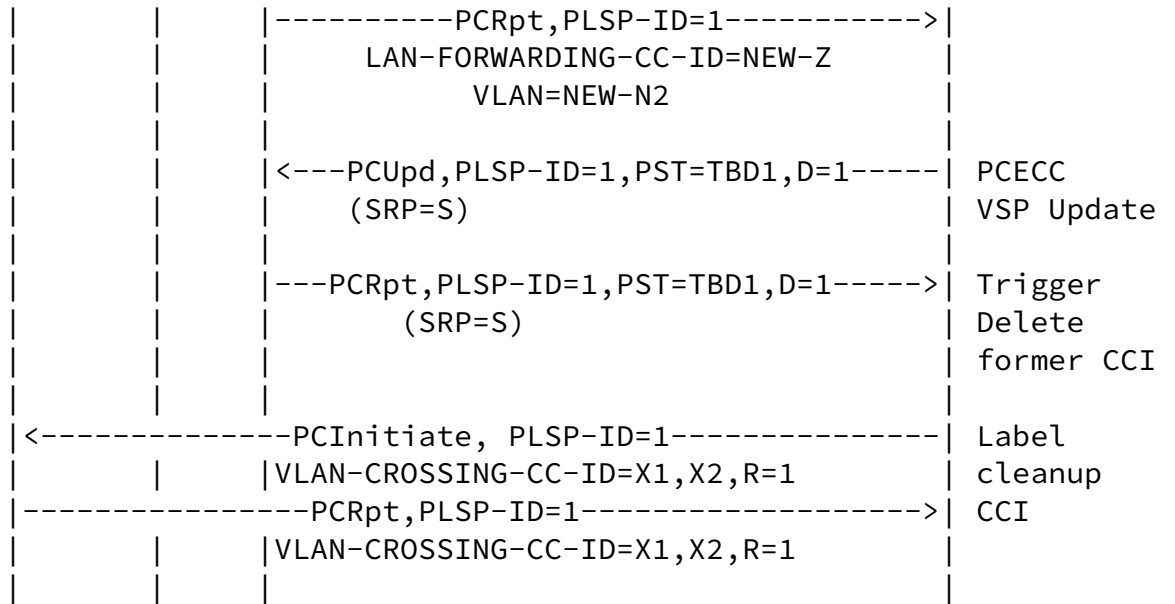 |       |     |----------PCRpt,PLSP-ID=1----------->|
|       |     |     LAN-FORWARDING-CC-ID=NEW-Z      |
|       |     |           VLAN=NEW-N2               |
|       |     |                                     |
|       |     |<---PCUpd,PLSP-ID=1,PST=TBD1,D=1-----| PCECC
|       |     |    (SRP=S)                          | VSP Update
|       |     |                                     |
|       |     |---PCRpt,PLSP-ID=1,PST=TBD1,D=1----->| Trigger
|       |     |       (SRP=S)                       | Delete
|       |     |                                     | former CCI
|       |     |                                     |
|<--------------PCInitiate, PLSP-ID=1---------------| Label
|       |     |VLAN-CROSSING-CC-ID=X1,X2,R=1        | cleanup
|----------------PCRpt,PLSP-ID=1------------------->| CCI
|       |     |VLAN-CROSSING-CC-ID=X1,X2,R=1        |
|       |     |                                     |